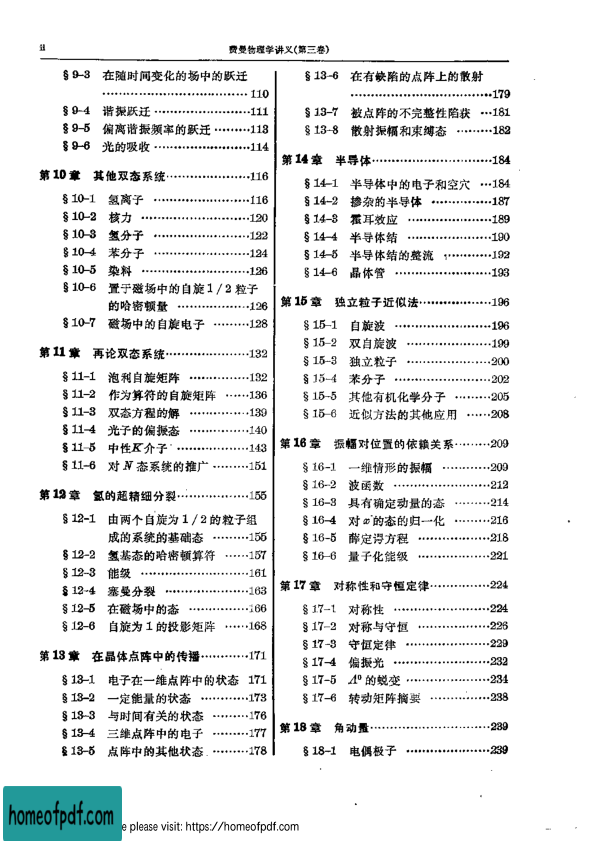 ii
费曼物理学讲义(第三卷)
§9-3 在随时间变化的场中的跃迁
……………………………110
§9-4 谐振跃迁…………………111
§9-5 偏离谐振频率的跃迁………113
§9-6 光的吸收…………………114
第10章 其他双态系统………………116
§10-1 氢离子…………………116
§10-2 核力……………………120
§10-3 氢分子…………………122
§10-4 苯分子…………………124
§10-5 染料……………………126
§10-6 置于磁场中的自旋1/2粒子
的哈密顿量…………126
§10-7 磁场中的自旋电子………128
第11章 再论双态系统………………132
§11-1 泡利自旋矩阵…………132
§11-2 作为算符的自旋矩阵……136
§11-3 双态方程的解…………139
§11-4 光子的偏振态…………140
§11-5 中性K介子……………143
§11-6 对N态系统的推广………151
第12章 氢的超精细分裂……………155
§12-1 由两个自旋为1/2的粒子组
成的系统的基础态………155
§12-2 氢基态的哈密顿算符……157
§12-3 能级……………………161
§12-4 塞曼分裂………………163
§12-5 在磁场中的态…………166
§12-6 自旋为1的投影矩阵……168
第13章 在晶体点阵中的传播…………171
§13-1 电子在一维点阵中的状态 171
§13-2 一定能量的状态…………173
§13-3 与时间有关的状态………176
§13-4 三维点阵中的电子………177
§13-5 点阵中的其他状态………178
§13-6 在有缺陷的点阵上的散射
……………………………179
§13-7 被点阵的不完整性陷获…181
§13-8 散射振幅和束缚态………182
第14章 半导体………………………184
§14-1 半导体中的电子和空穴…184
§14-2 掺杂的半导体…………187
§14-3 霍耳效应………………189
§14-4 半导体结………………190
§14-5 半导体结的整流…………192
§14-6 晶体管…………………193
第15章 独立粒子近似法………………196
§15-1 自旋波…………………196
§15-2 双自旋波………………199
§15-3 独立粒子………………200
§15-4 苯分子…………………202
§15-5 其他有机化学分子………205
§15-6 近似方法的其他应用……208
第16章 振幅对位置的依赖关系………209
§16-1 一维情形的振幅…………209
§16-2 波函数…………………212
§16-3 具有确定动量的态………214
§16-4 对x的态的归一化………216
§16-5 薛定谔方程……………218
§16-6 量子化能级……………221
第17章 对称性和守恒定律……………224
§17-1 对称性…………………224
§17-2 对称与守恒……………226
§17-3 守恒定律………………229
§17-4 偏振光…………………232
§17-5 Λ⁰的蜕变………………234
§17-6 转动矩阵摘要…………238
第18章 角动量………………………239
§18-1 电偶极子………………239
homeofpdf.com
e please visit: https://homeofpdf.com